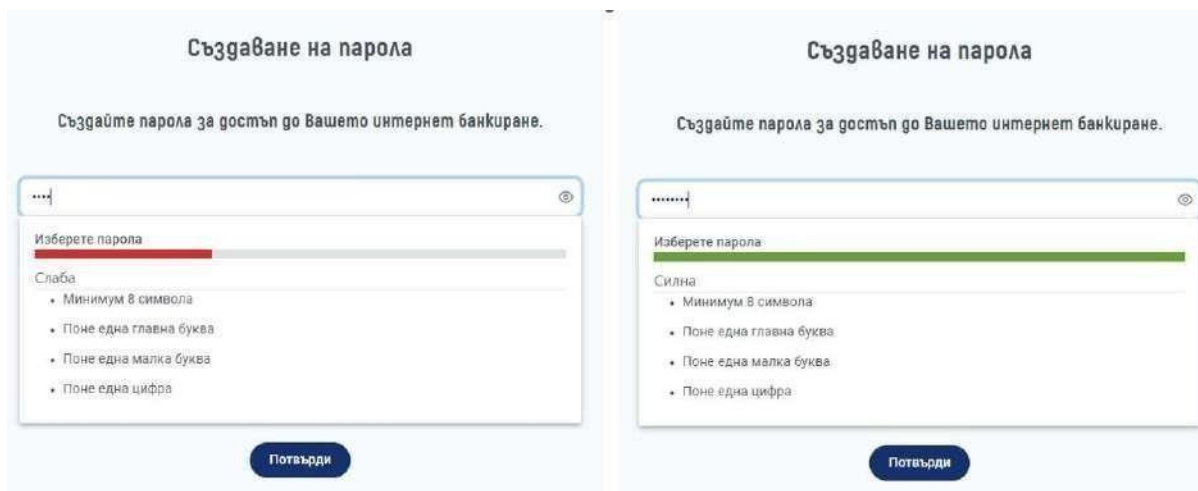 Създаване на парола
Създайте парола за достъп до Вашето интернет банкиране.
••••
Изберете парола
Слаба
• Минимум 8 символа
• Поне една главна буква
• Поне една малка буква
• Поне една цифра
Потвърди
Създаване на парола
Създайте парола за достъп до Вашето интернет банкиране.
••••••••
Изберете парола
Силна
• Минимум 8 символа
• Поне една главна буква
• Поне една малка буква
• Поне една цифра
Потвърди